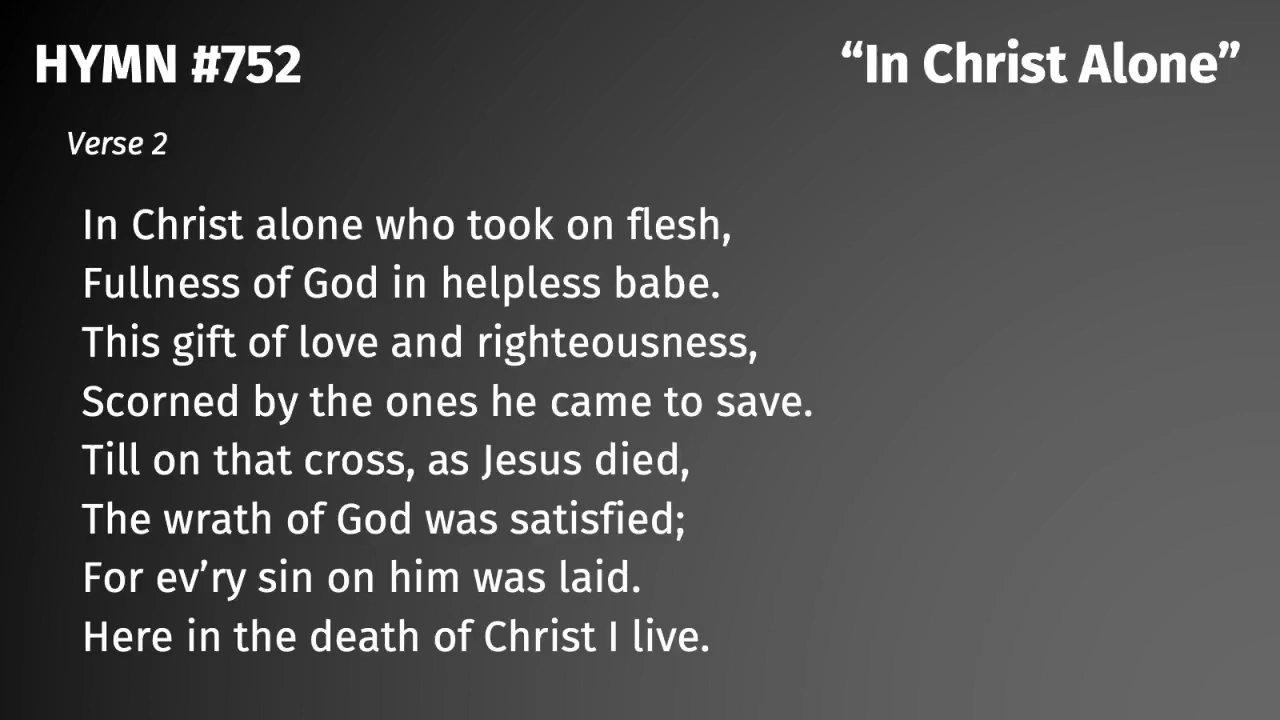 HYMN #752
“In Christ Alone”
Verse 2
In Christ alone who took on flesh,
Fullness of God in helpless babe.
This gift of love and righteousness,
Scorned by the ones he came to save.
Till on that cross, as Jesus died,
The wrath of God was satisfied;
For ev’ry sin on him was laid.
Here in the death of Christ I live.